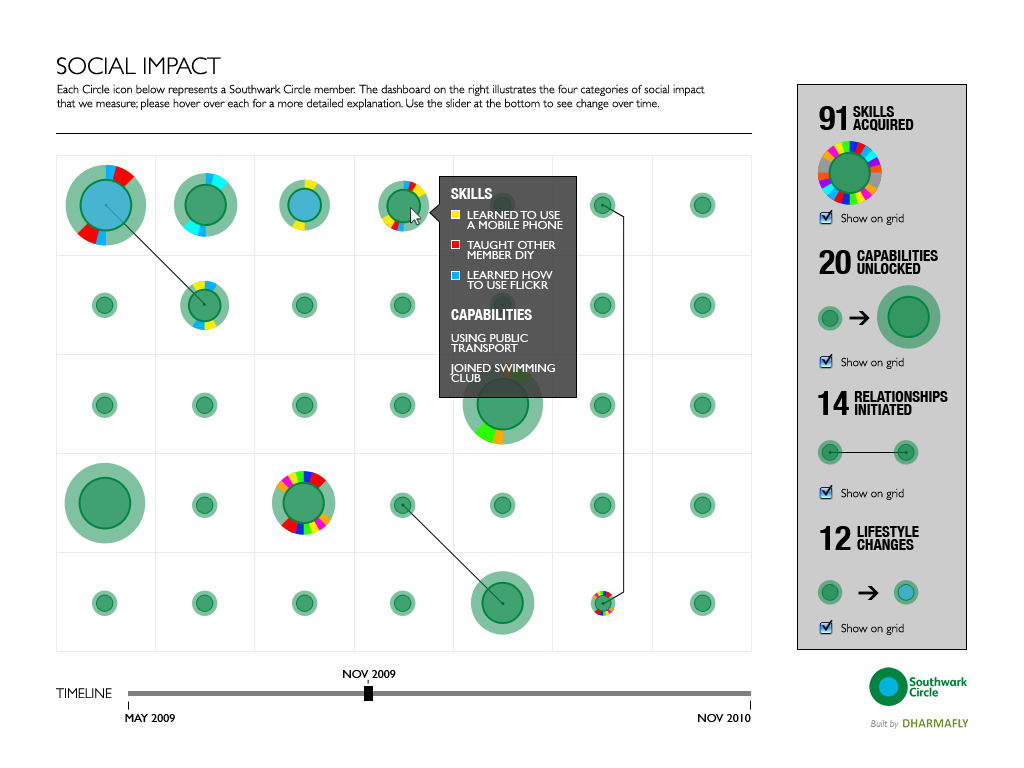 SOCIAL IMPACT
Each Circle icon below represents a Southwark Circle member. The dashboard on the right illustrates the four categories of social impact
that we measure; please hover over each for a more detailed explanation. Use the slider at the bottom to see change over time.
SKILLS
LEARNED TO USE
A MOBILE PHONE
TAUGHT OTHER
MEMBER DIY
LEARNED HOW
TO USE FLICKR
CAPABILITIES
USING PUBLIC
TRANSPORT
JOINED SWIMMING
CLUB
91 SKILLS
ACQUIRED
Show on grid
20 CAPABILITIES
UNLOCKED
Show on grid
14 RELATIONSHIPS
INITIATED
Show on grid
12 LIFESTYLE
CHANGES
Show on grid
NOV 2009
TIMELINE
MAY 2009
NOV 2010
Southwark
Circle
Built by DHARMAFLY